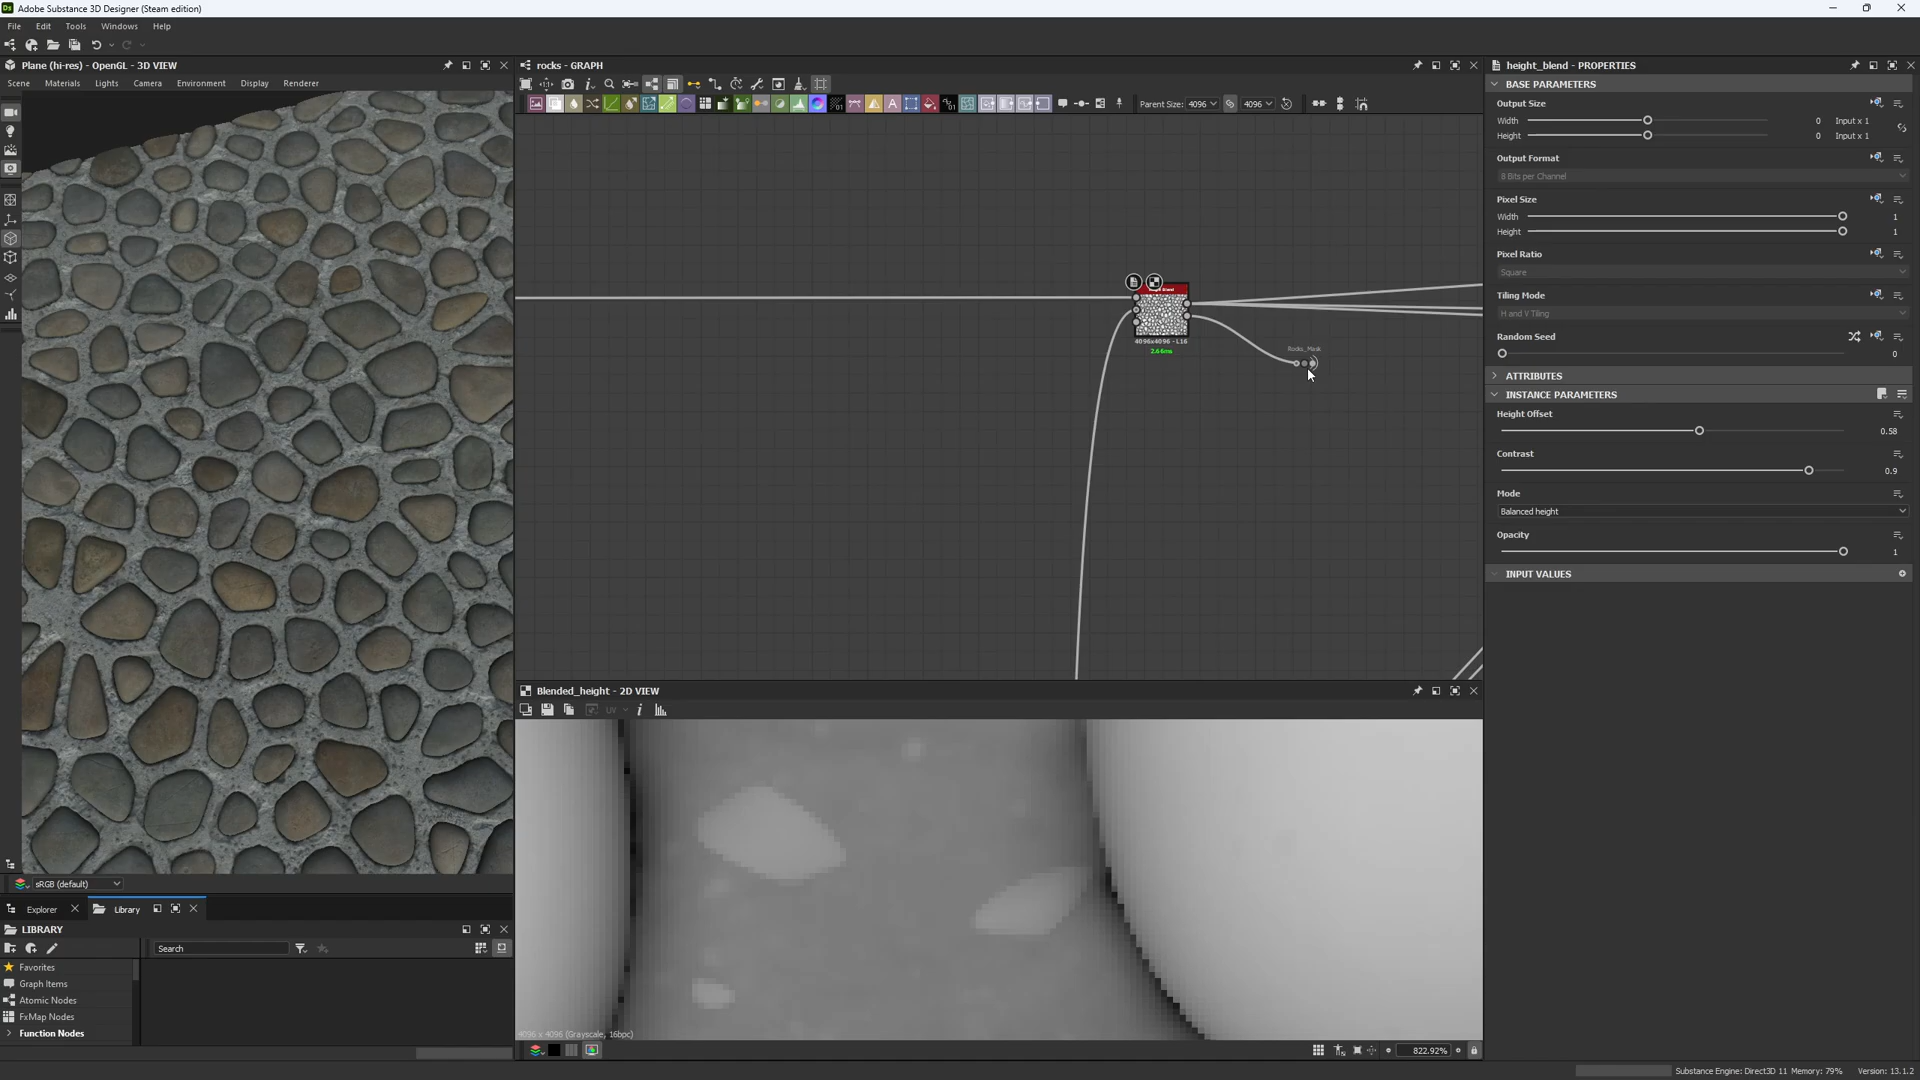 Ds Adobe Substance 3D Designer (Steam edition)
File Edit Tools Windows Help
Plane (hi-res) - OpenGL - 3D VIEW
Scene Materials Lights Camera Environment Display Renderer
sRGB (default)
Explorer
Library
LIBRARY
Search
Favorites
Graph Items
Atomic Nodes
FxMap Nodes
Function Nodes
rocks - GRAPH
Parent Size: 4096 4096
Height Blend
4096x4096 - L16
2.66ms
Blended_height - 2D VIEW
UV
4096 x 4096 (Grayscale, 16bpc)
822.92%
height_blend - PROPERTIES
BASE PARAMETERS
Output Size
Width 0 Input x 1
Height 0 Input x 1
Output Format
8 Bits per Channel
Pixel Size
Width 1
Height 1
Pixel Ratio
Square
Tiling Mode
H and V Tiling
Random Seed
0
ATTRIBUTES
INSTANCE PARAMETERS
Height Offset
0.58
Contrast
0.9
Mode
Balanced height
Opacity
1
INPUT VALUES
Substance Engine: Direct3D 11 Memory: 79% Version: 13.1.2